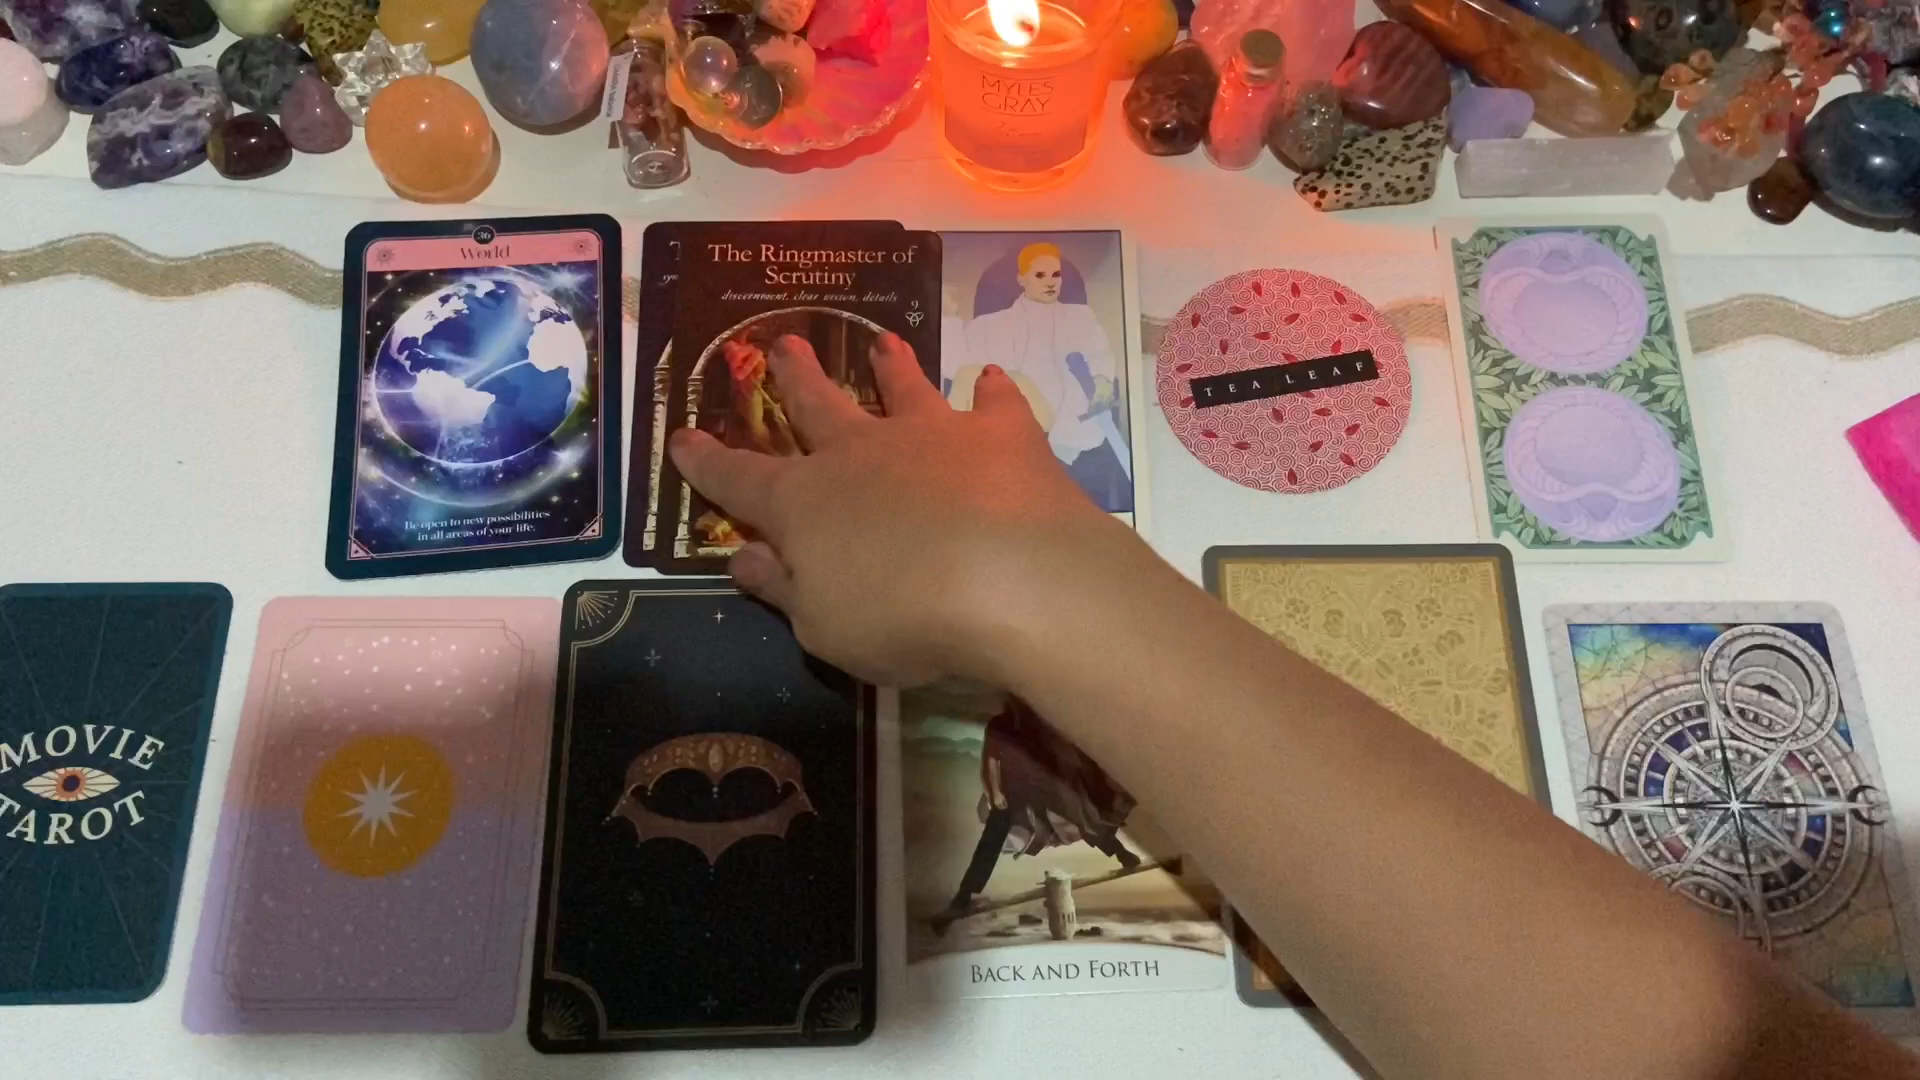 MYLES
GRAY
36
World
Be open to new possibilities
in all areas of your life.
The Ringmaster of
Scrutiny
discernment, clear vision, details
9
TEA LEAF
MOVIE
TAROT
BACK AND FORTH